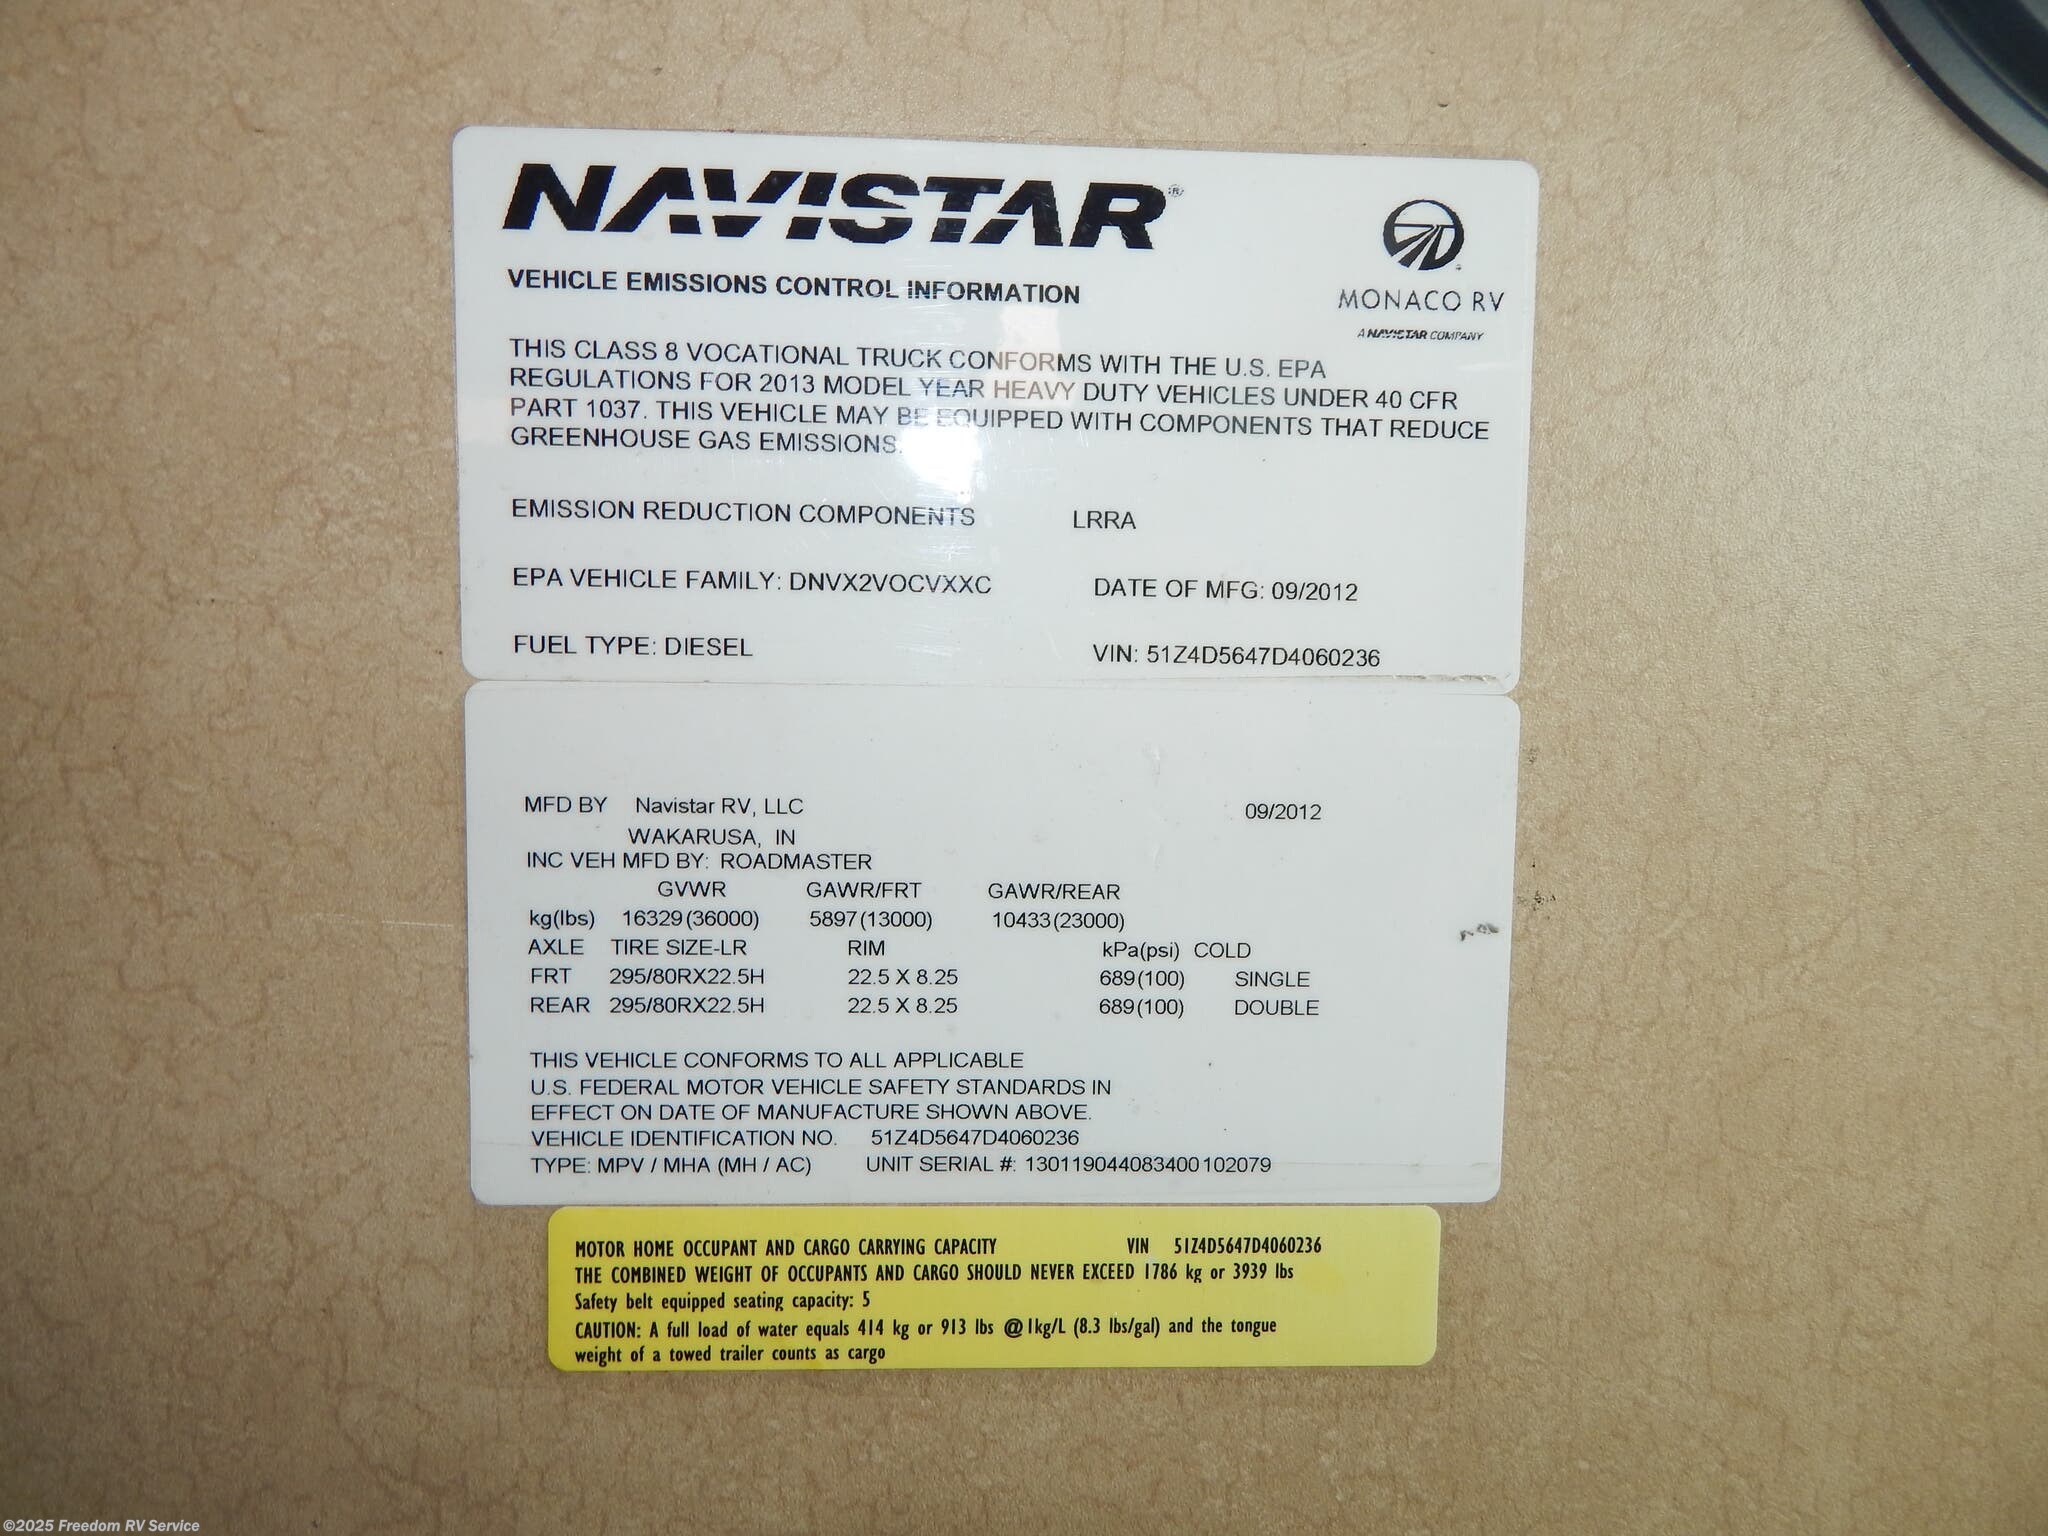 NAVISTAR®
MONACO RV
A NAVISTAR COMPANY
VEHICLE EMISSIONS CONTROL INFORMATION
THIS CLASS 8 VOCATIONAL TRUCK CONFORMS WITH THE U.S. EPA
REGULATIONS FOR 2013 MODEL YEAR HEAVY DUTY VEHICLES UNDER 40 CFR
PART 1037. THIS VEHICLE MAY BE EQUIPPED WITH COMPONENTS THAT REDUCE
GREENHOUSE GAS EMISSIONS.
EMISSION REDUCTION COMPONENTS LRRA
EPA VEHICLE FAMILY: DNVX2VOCVXXC DATE OF MFG: 09/2012
FUEL TYPE: DIESEL VIN: 51Z4D5647D4060236
MFD BY Navistar RV, LLC 09/2012
WAKARUSA, IN
INC VEH MFD BY: ROADMASTER
GVWR GAWR/FRT GAWR/REAR
kg(lbs) 16329(36000) 5897(13000) 10433(23000)
AXLE TIRE SIZE-LR RIM kPa(psi) COLD
FRT 295/80RX22.5H 22.5 X 8.25 689(100) SINGLE
REAR 295/80RX22.5H 22.5 X 8.25 689(100) DOUBLE
THIS VEHICLE CONFORMS TO ALL APPLICABLE
U.S. FEDERAL MOTOR VEHICLE SAFETY STANDARDS IN
EFFECT ON DATE OF MANUFACTURE SHOWN ABOVE.
VEHICLE IDENTIFICATION NO. 51Z4D5647D4060236
TYPE: MPV / MHA (MH / AC) UNIT SERIAL #: 130119044083400102079
MOTOR HOME OCCUPANT AND CARGO CARRYING CAPACITY VIN 51Z4D5647D4060236
THE COMBINED WEIGHT OF OCCUPANTS AND CARGO SHOULD NEVER EXCEED 1786 kg or 3939 lbs
Safety belt equipped seating capacity: 5
CAUTION: A full load of water equals 414 kg or 913 lbs @1kg/L (8.3 lbs/gal) and the tongue
weight of a towed trailer counts as cargo
©2025 Freedom RV Service